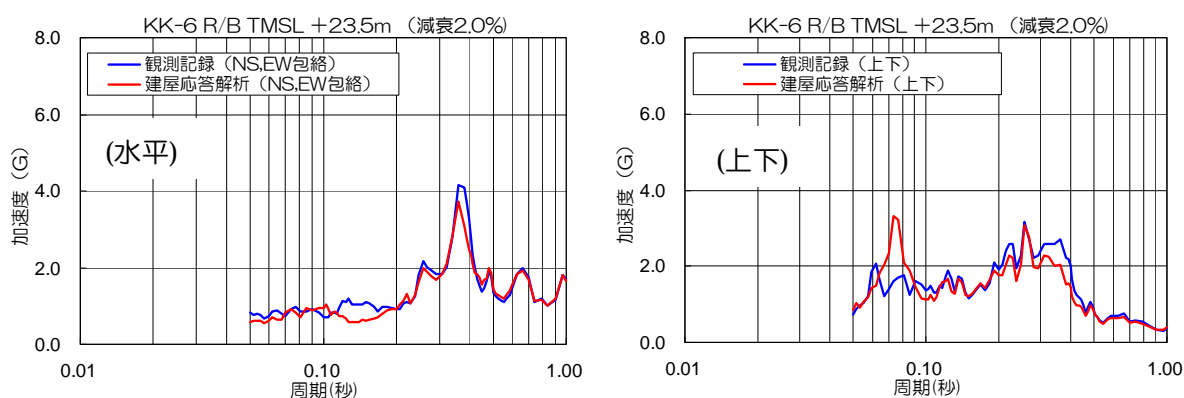 KK-6 R/B TMSL +23.5m （減衰2.0%）
8.0
6.0
4.0
2.0
0.0
加速度（G）
観測記録（NS,EW包絡）
建屋応答解析（NS,EW包絡）
(水平)
0.01
0.10
1.00
周期(秒)
KK-6 R/B TMSL +23.5m （減衰2.0%）
8.0
6.0
4.0
2.0
0.0
加速度（G）
観測記録（上下）
建屋応答解析（上下）
(上下)
0.01
0.10
1.00
周期(秒)